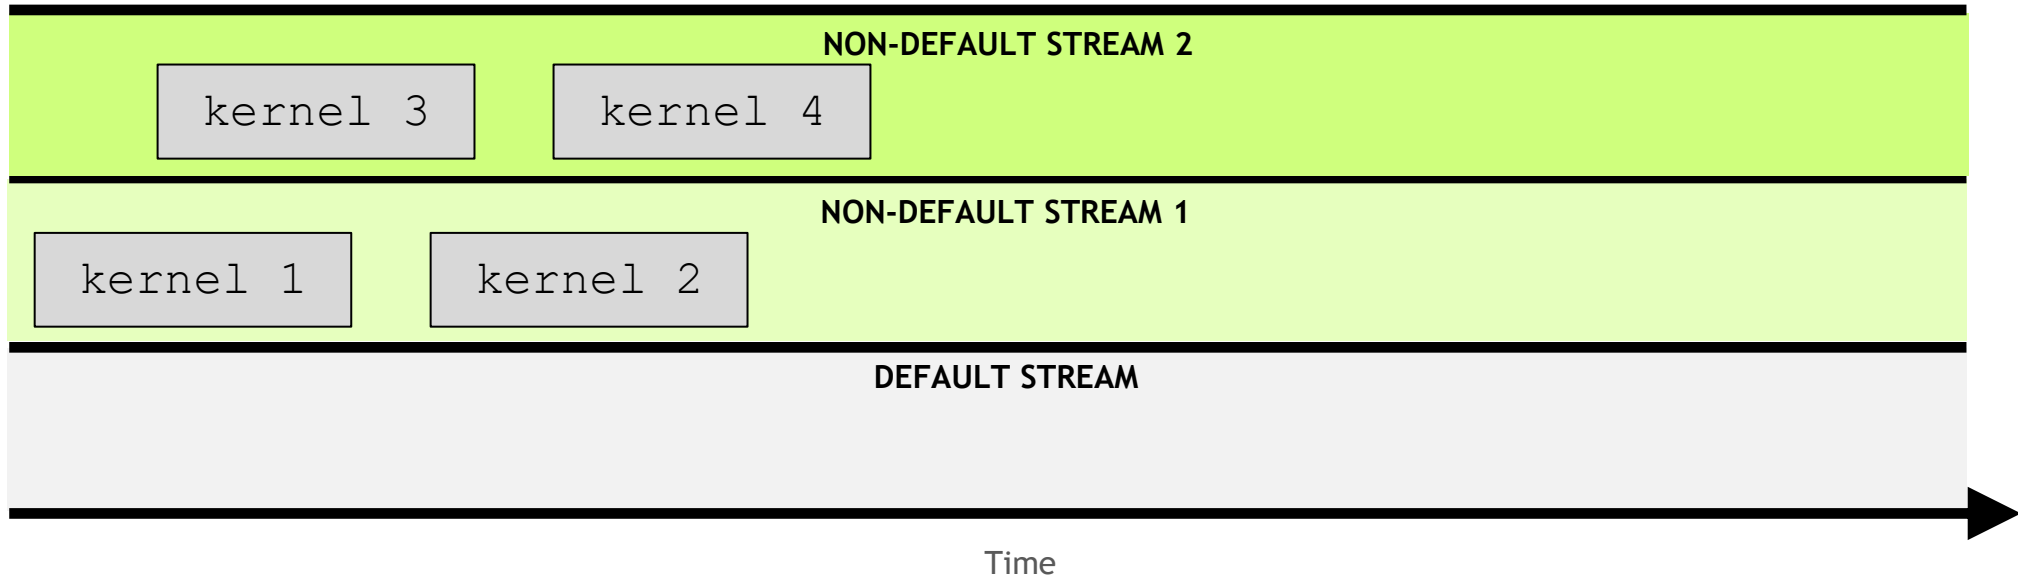 NON-DEFAULT STREAM 2
kernel 3
kernel 4
NON-DEFAULT STREAM 1
kernel 1
kernel 2
DEFAULT STREAM
Time